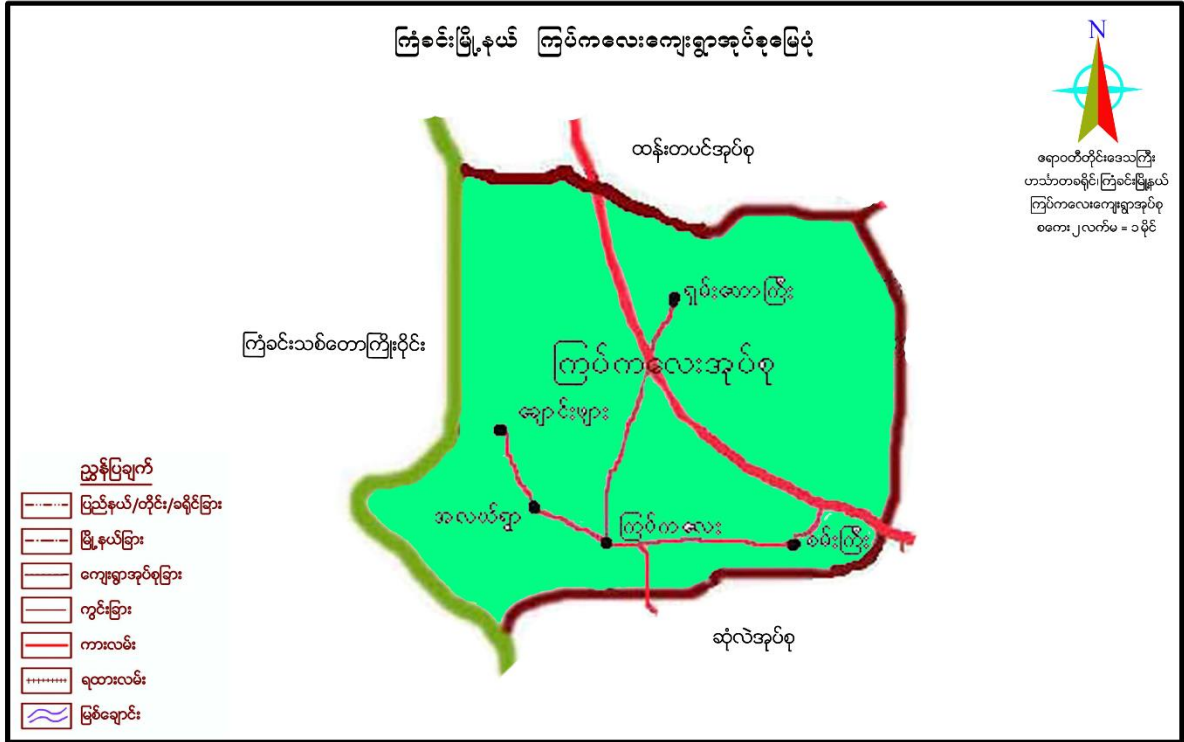 ကြံခင်းမြို့နယ် ကြပ်ကလေးကျေးရွာအုပ်စုမြေပုံ
N
ဧရာဝတီတိုင်းဒေသကြီး
ဟင်္သာတခရိုင်၊ကြံခင်းမြို့နယ်
ကြပ်ကလေးကျေးရွာအုပ်စု
စကေး၂လက်မ = ၁မိုင်
ထန်းတပင်အုပ်စု
ရှမ်းတောကြီး
ကြံခင်းသစ်တောကြိုးဝိုင်း
ကြပ်ကလေးအုပ်စု
ချောင်းဖျား
အလယ်ရွာ
ကြပ်ကလေး
စမ်းကြီး
ဆုံလဲအုပ်စု
ညွှန်ပြချက်
ပြည်နယ်/တိုင်း/ခရိုင်ခြား
မြို့နယ်ခြား
ကျေးရွာအုပ်စုခြား
ကွင်းခြား
ကားလမ်း
ရထားလမ်း
မြစ်ချောင်း